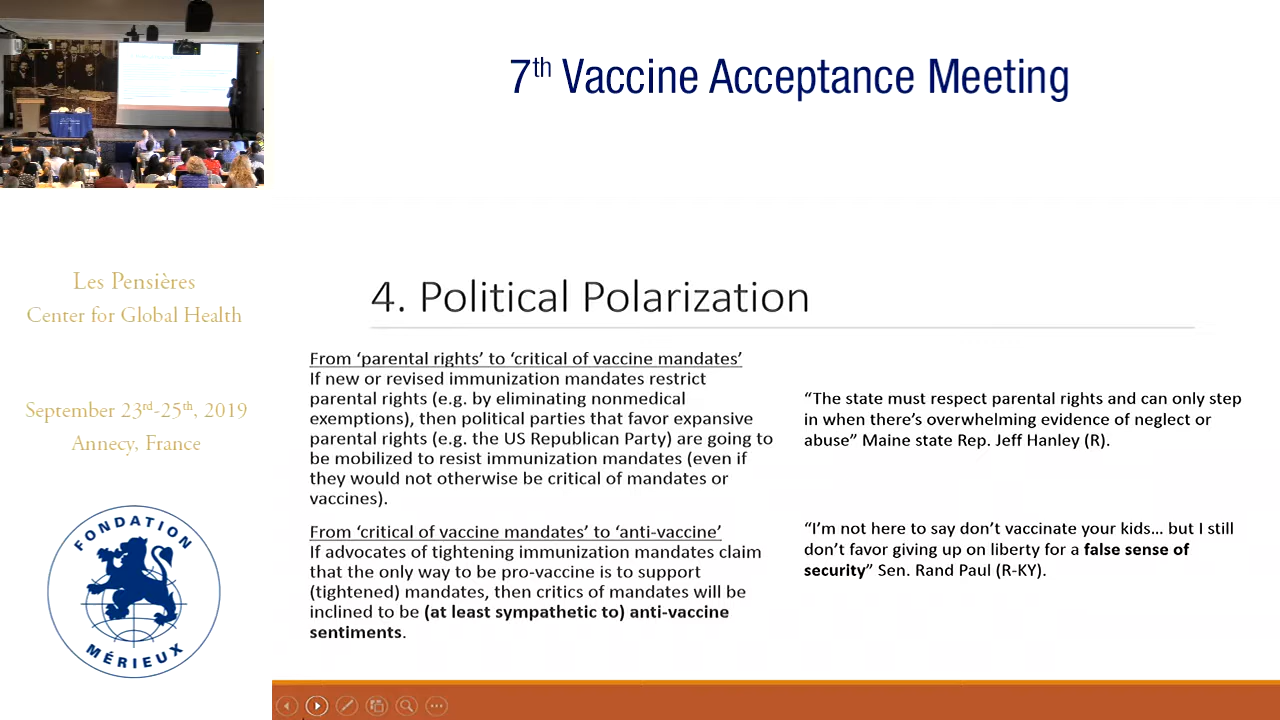 7th Vaccine Acceptance Meeting
Les Pensières
Center for Global Health
September 23rd-25th, 2019
Annecy, France
FONDATION
MÉRIEUX
4. Political Polarization
From ‘parental rights’ to ‘critical of vaccine mandates’
If new or revised immunization mandates restrict
parental rights (e.g. by eliminating nonmedical
exemptions), then political parties that favor expansive
parental rights (e.g. the US Republican Party) are going to
be mobilized to resist immunization mandates (even if
they would not otherwise be critical of mandates or
vaccines).
From ‘critical of vaccine mandates’ to ‘anti-vaccine’
If advocates of tightening immunization mandates claim
that the only way to be pro-vaccine is to support
(tightened) mandates, then critics of mandates will be
inclined to be (at least sympathetic to) anti-vaccine
sentiments.
“The state must respect parental rights and can only step
in when there’s overwhelming evidence of neglect or
abuse” Maine state Rep. Jeff Hanley (R).
“I’m not here to say don’t vaccinate your kids… but I still
don’t favor giving up on liberty for a false sense of
security” Sen. Rand Paul (R-KY).